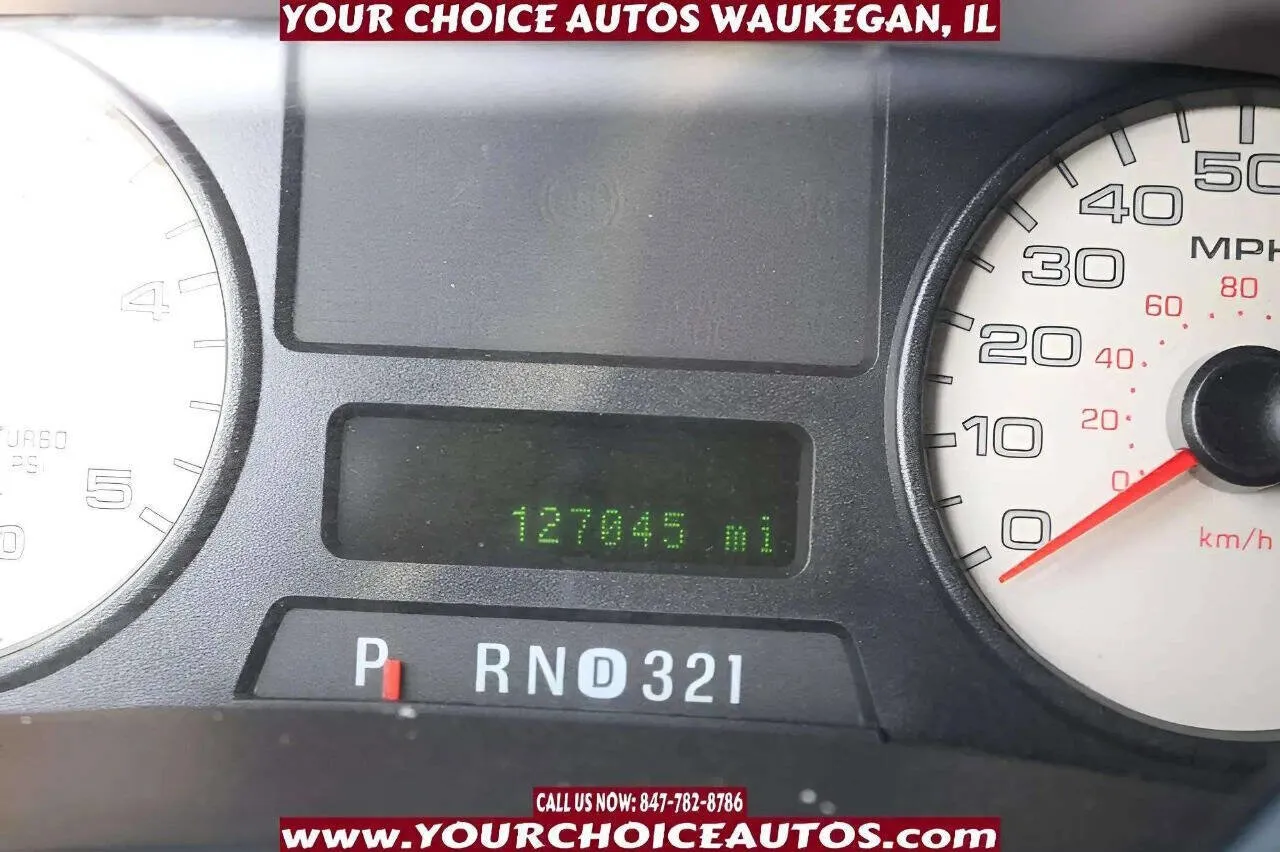 YOUR CHOICE AUTOS WAUKEGAN, IL
50
40
MPH
30
80
60
4
20
40
10
20
TURBO
PSI
5
0
0
0
127045 mi
km/h
P RND321
CALL US NOW: 847-782-8786
www.YOURCHOICEAUTOS.com